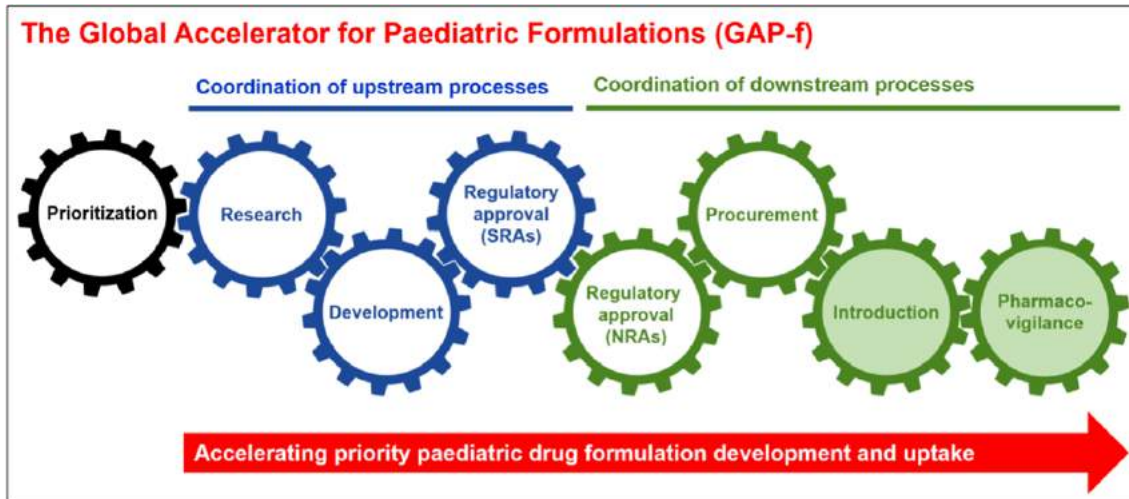 The Global Accelerator for Paediatric Formulations (GAP-f)
Coordination of upstream processes
Coordination of downstream processes
Prioritization
Research
Development
Regulatory
approval
(SRAs)
Regulatory
approval
(NRAs)
Procurement
Introduction
Pharmaco-
vigilance
Accelerating priority paediatric drug formulation development and uptake